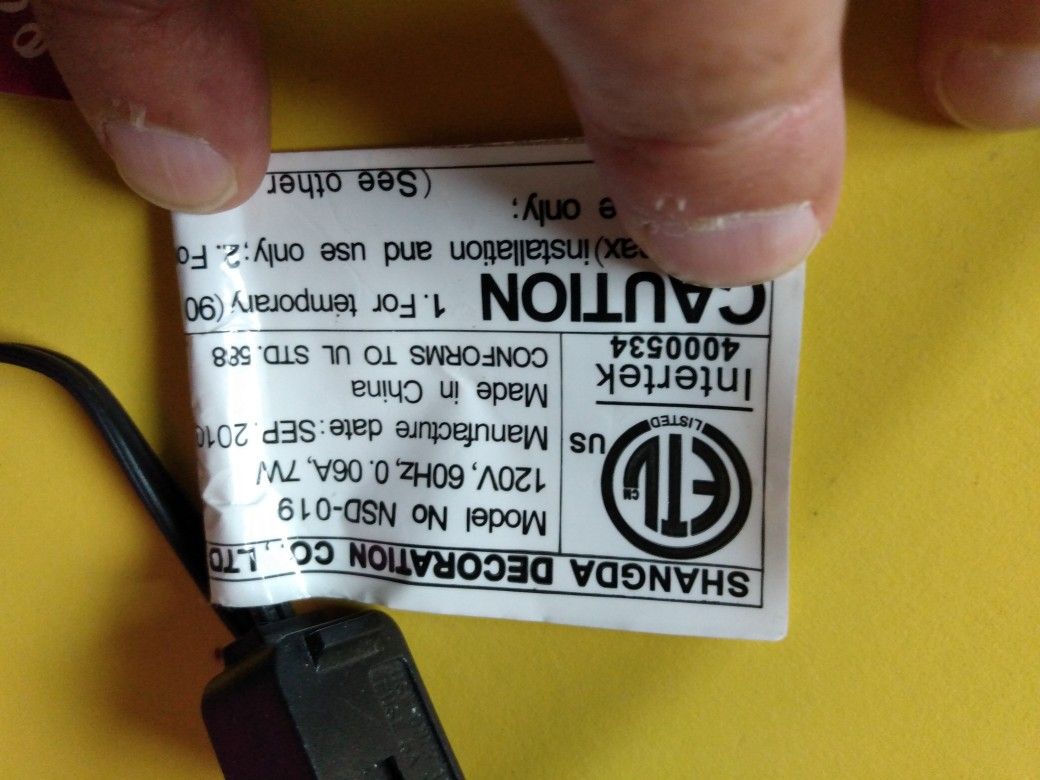 SHANGDA DECORATION CO.,LTD
ETL
CM
LISTED
US
Intertek
4000534
Model No NSD-019
120V, 60Hz, 0.06A, 7W
Manufacture date:SEP.
Made in China
CONFORMS TO UL STD.588
CAUTION 1.For temporary(90
installation and use only;2.
only;
(See other